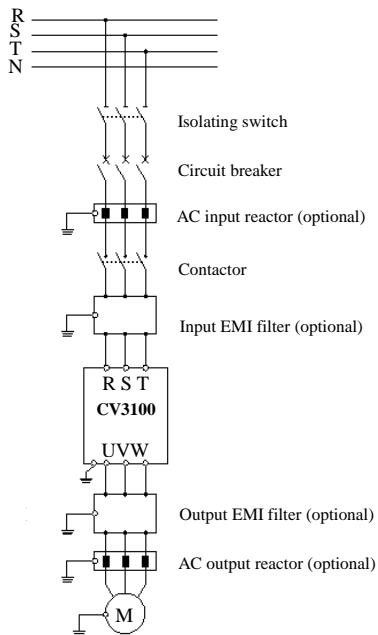 R
S
T
N
Isolating switch
Circuit breaker
AC input reactor (optional)
Contactor
Input EMI filter (optional)
R S T
CV3100
UVW
Output EMI filter (optional)
AC output reactor (optional)
M